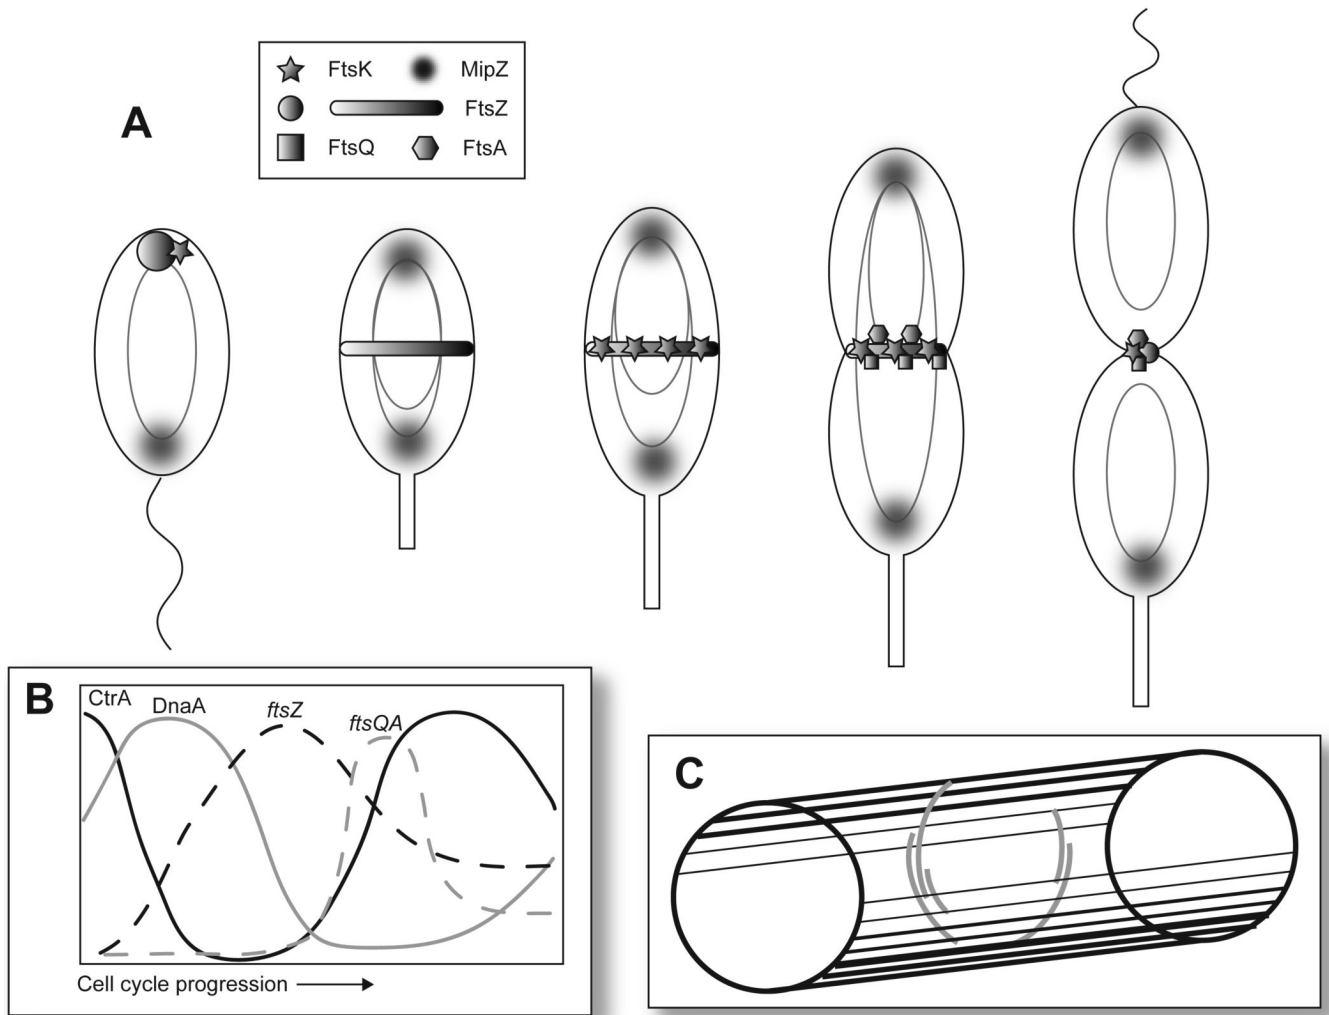 A
FtsK MipZ
FtsZ
FtsQ FtsA
B
CtrA DnaA ftsZ ftsQA
Cell cycle progression
C